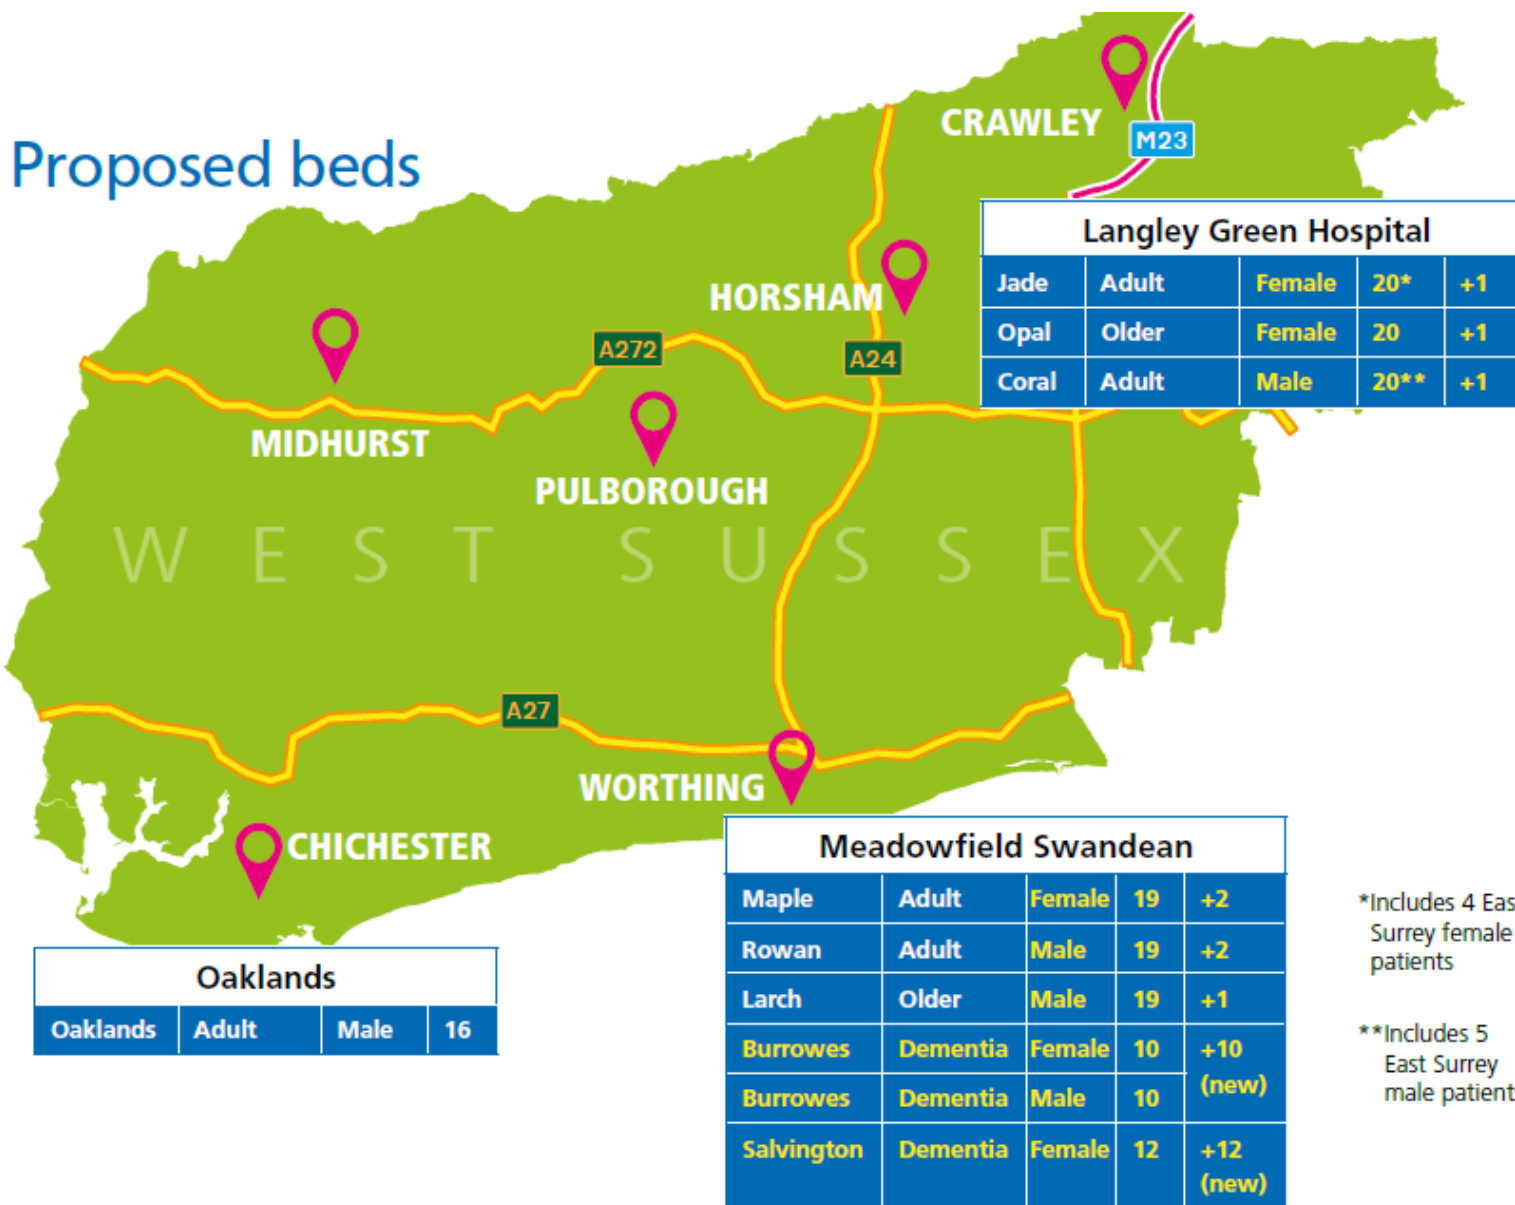 Proposed beds
CRAWLEY
M23
Langley Green Hospital
Jade Adult Female 20* +1
Opal Older Female 20 +1
Coral Adult Male 20** +1
HORSHAM
A272
A24
MIDHURST
PULBOROUGH
WEST SUSSEX
A27
WORTHING
CHICHESTER
Oaklands
Oaklands Adult Male 16
Meadowfield Swandean
Maple Adult Female 19 +2
Rowan Adult Male 19 +2
Larch Older Male 19 +1
Burrowes Dementia Female 10 +10
(new)
Burrowes Dementia Male 10
Salvington Dementia Female 12 +12
(new)
*Includes 4 Eas
Surrey female
patients
**Includes 5
East Surrey
male patient